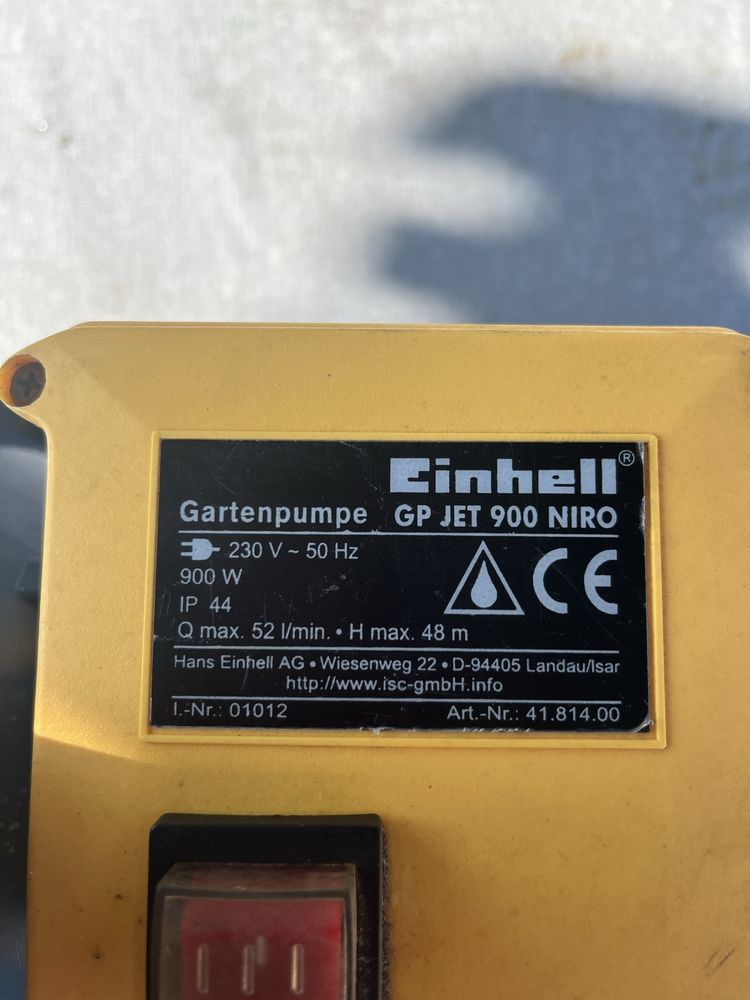 Einhell®
Gartenpumpe GP JET 900 NIRO
230 V ~ 50 Hz
900 W
IP 44
CE
Q max. 52 l/min. • H max. 48 m
Hans Einhell AG • Wiesenweg 22 • D-94405 Landau/Isar
http://www.isc-gmbH.info
I.-Nr.: 01012 Art.-Nr.: 41.814.00